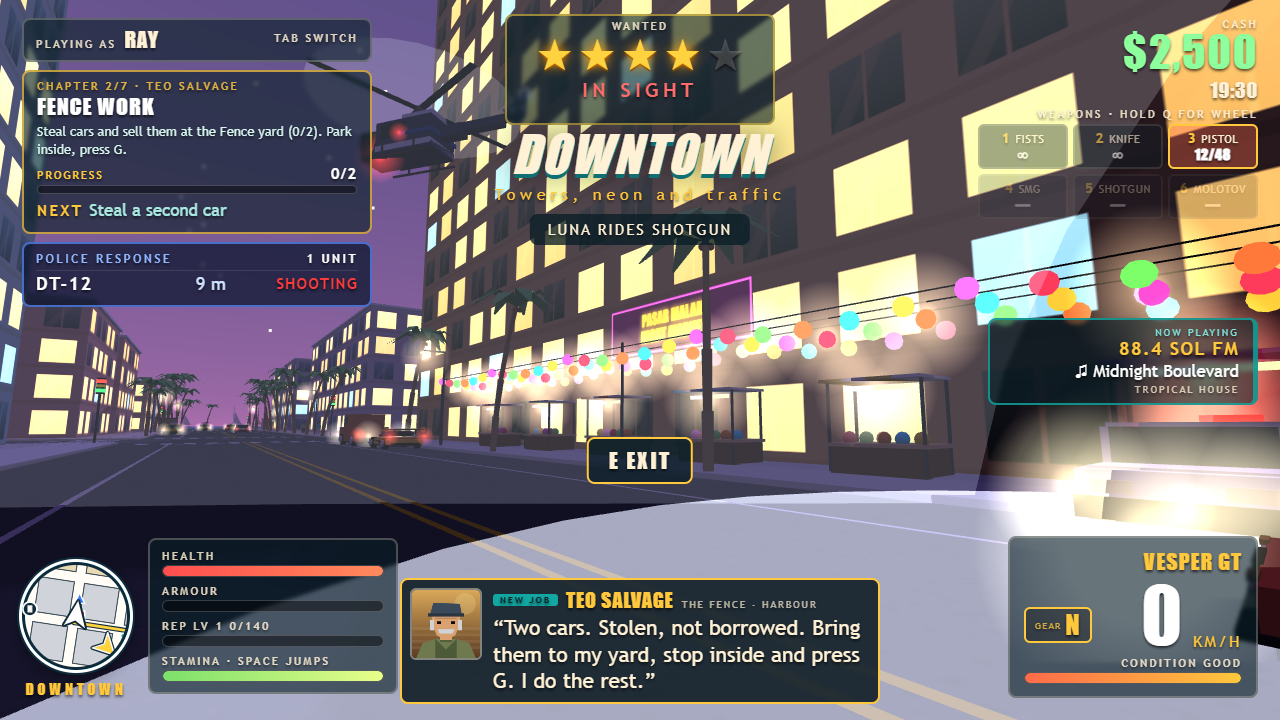 PLAYING AS RAY
TAB SWITCH
CHAPTER 2/7 · TEO SALVAGE
FENCE WORK
Steal cars and sell them at the Fence yard (0/2). Park
inside, press G.
PROGRESS 0/2
NEXT Steal a second car
POLICE RESPONSE 1 UNIT
DT-12 9 m SHOOTING
WANTED
IN SIGHT
DOWNTOWN
Towers, neon and traffic
LUNA RIDES SHOTGUN
CASH
$2,500
19:30
WEAPONS · HOLD Q FOR WHEEL
1 FISTS ∞
2 KNIFE ∞
3 PISTOL 12/48
4 SMG —
5 SHOTGUN —
6 MOLOTOV —
PASAR MALAM
NOW PLAYING
88.4 SOL FM
♫ Midnight Boulevard
TROPICAL HOUSE
E EXIT
HEALTH
ARMOUR
REP LV 1 0/140
STAMINA · SPACE JUMPS
DOWNTOWN
NEW JOB TEO SALVAGE THE FENCE · HARBOUR
“Two cars. Stolen, not borrowed. Bring
them to my yard, stop inside and press
G. I do the rest.”
VESPER GT
GEAR N
0 KM/H
CONDITION GOOD